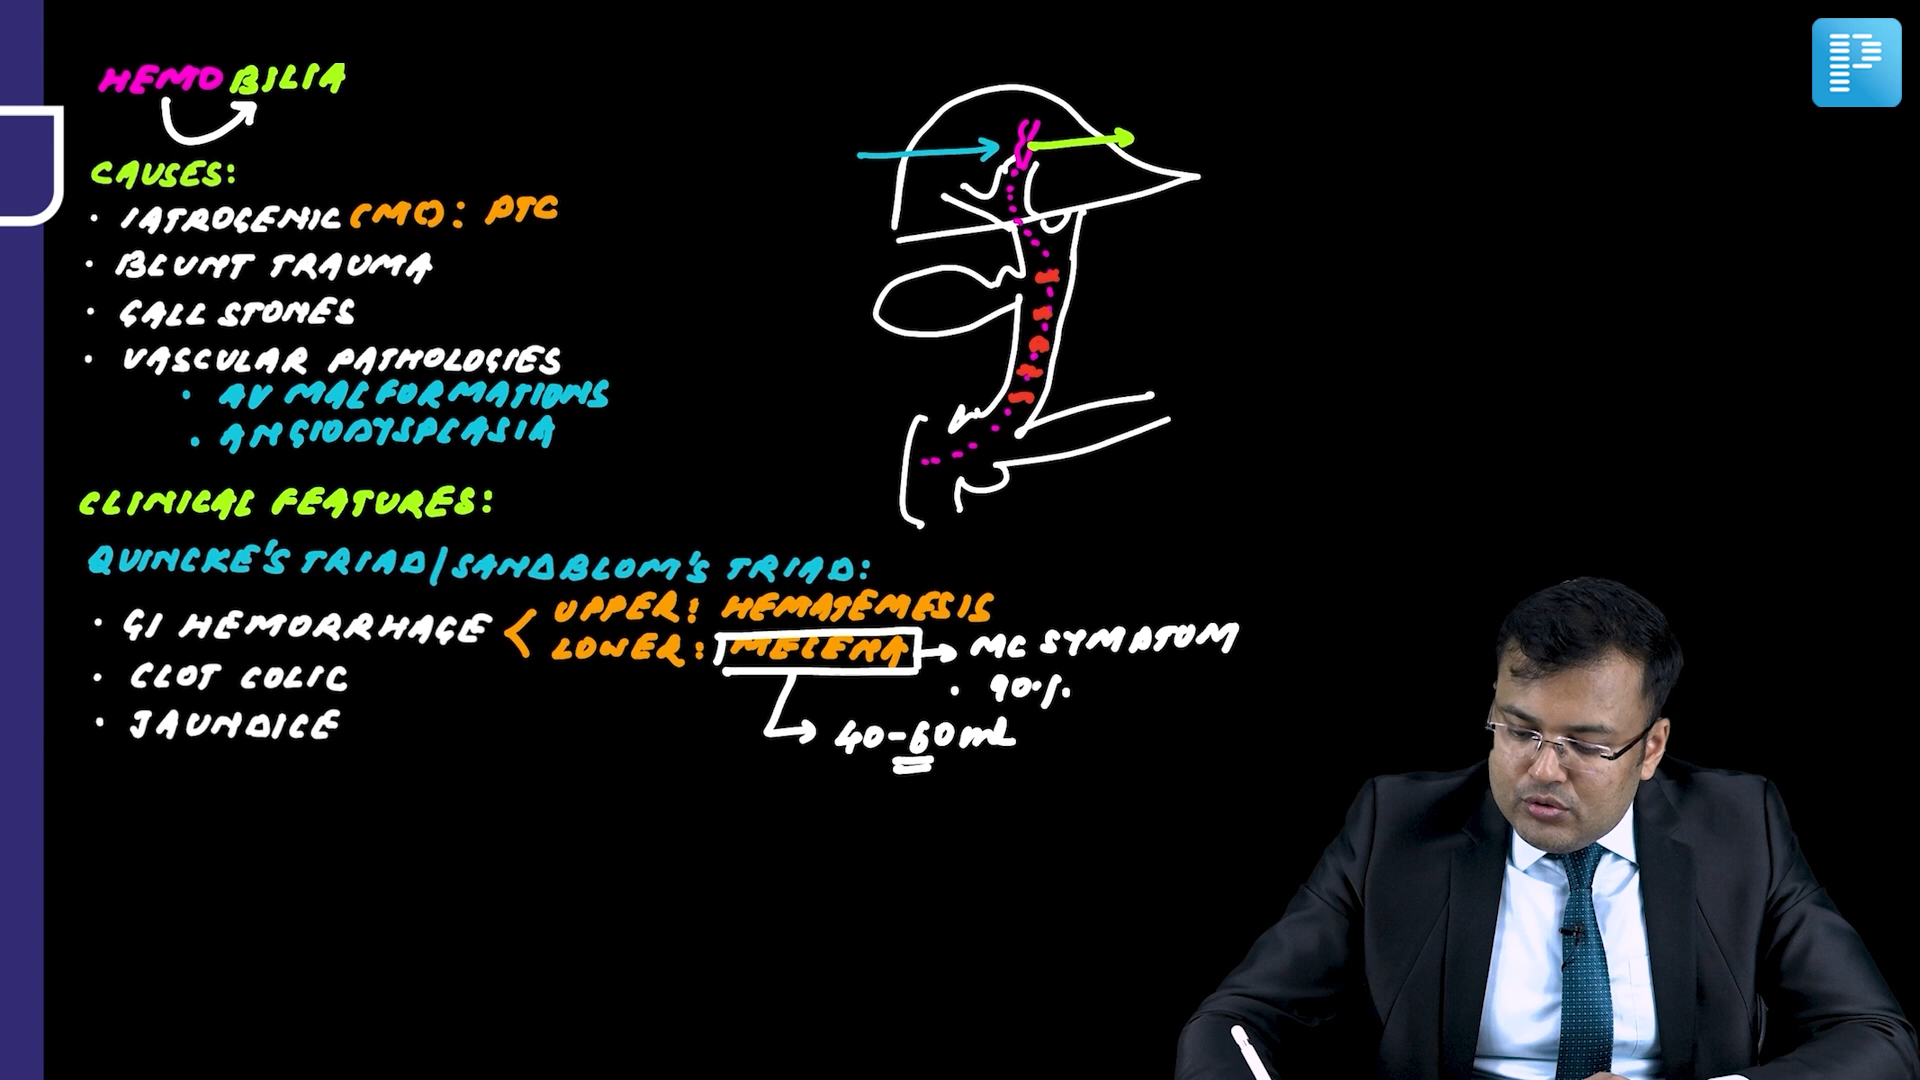 HEMOBILIA
CAUSES:
• IATROGENIC (MC): PTC
• BLUNT TRAUMA
• GALL STONES
• VASCULAR PATHOLOGIES
• AV MALFORMATIONS
• ANGIODYSPLASIA
CLINICAL FEATURES:
QUINCKE'S TRIAD/SANDBLOM'S TRIAD:
• GI HEMORRHAGE < UPPER: HEMATEMESIS
LOWER: MELENA → MC SYMPTOM
• 90%
• CLOT COLIC
• JAUNDICE
→ 40-60ml